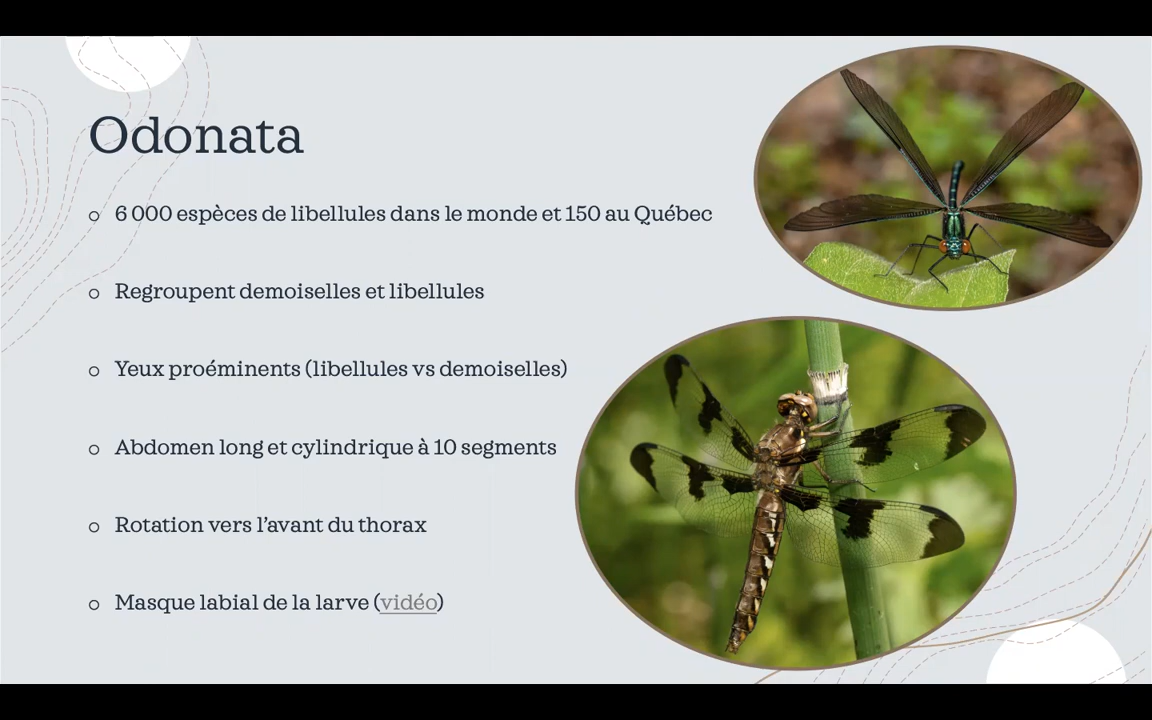 Odonata
6 000 espèces de libellules dans le monde et 150 au Québec
Regroupent demoiselles et libellules
Yeux proéminents (libellules vs demoiselles)
Abdomen long et cylindrique à 10 segments
Rotation vers l’avant du thorax
Masque labial de la larve (vidéo)